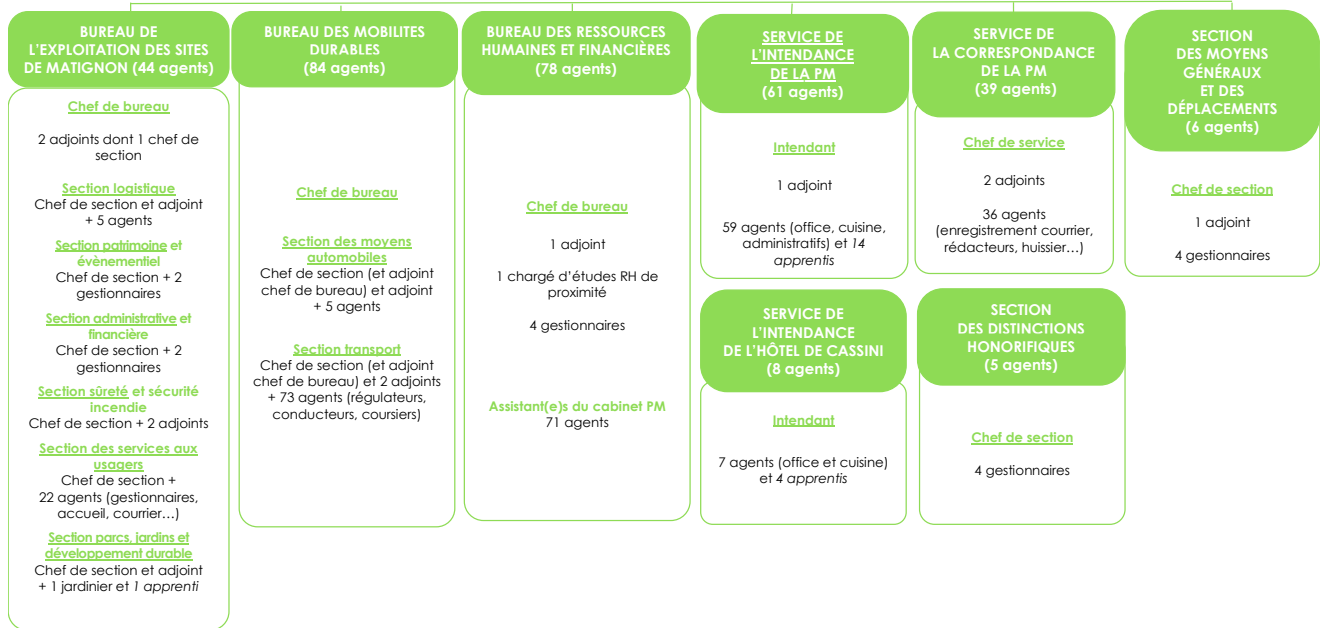 BUREAU DE
L'EXPLOITATION DES SITES
DE MATIGNON (44 agents)
Chef de bureau
2 adjoints dont 1 chef de
section
Section logistique
Chef de section et adjoint
+ 5 agents
Section patrimoine et
évènementiel
Chef de section + 2
gestionnaires
Section administrative et
financière
Chef de section + 2
gestionnaires
Section sûreté et sécurité
incendie
Chef de section + 2 adjoints
Section des services aux
usagers
Chef de section +
22 agents (gestionnaires,
accueil, courrier…)
Section parcs, jardins et
développement durable
Chef de section et adjoint
+ 1 jardinier et 1 apprenti
BUREAU DES MOBILITES
DURABLES
(84 agents)
Chef de bureau
Section des moyens
automobiles
Chef de section (et adjoint
chef de bureau) et adjoint
+ 5 agents
Section transport
Chef de section (et adjoint
chef de bureau) et 2 adjoints
+ 73 agents (régulateurs,
conducteurs, coursiers)
BUREAU DES RESSOURCES
HUMAINES ET FINANCIÈRES
(78 agents)
Chef de bureau
1 adjoint
1 chargé d'études RH de
proximité
4 gestionnaires
Assistant(e)s du cabinet PM
71 agents
SERVICE DE
L'INTENDANCE
DE LA PM
(61 agents)
Intendant
1 adjoint
59 agents (office, cuisine,
administratifs) et 14
apprentis
SERVICE DE
L'INTENDANCE
DE L'HÔTEL DE CASSINI
(8 agents)
Intendant
7 agents (office et cuisine)
et 4 apprentis
SERVICE DE
LA CORRESPONDANCE
DE LA PM
(39 agents)
Chef de service
2 adjoints
36 agents
(enregistrement courrier,
rédacteurs, huissier…)
SECTION
DES DISTINCTIONS
HONORIFIQUES
(5 agents)
Chef de section
4 gestionnaires
SECTION
DES MOYENS
GÉNÉRAUX
ET DES
DÉPLACEMENTS
(6 agents)
Chef de section
1 adjoint
4 gestionnaires